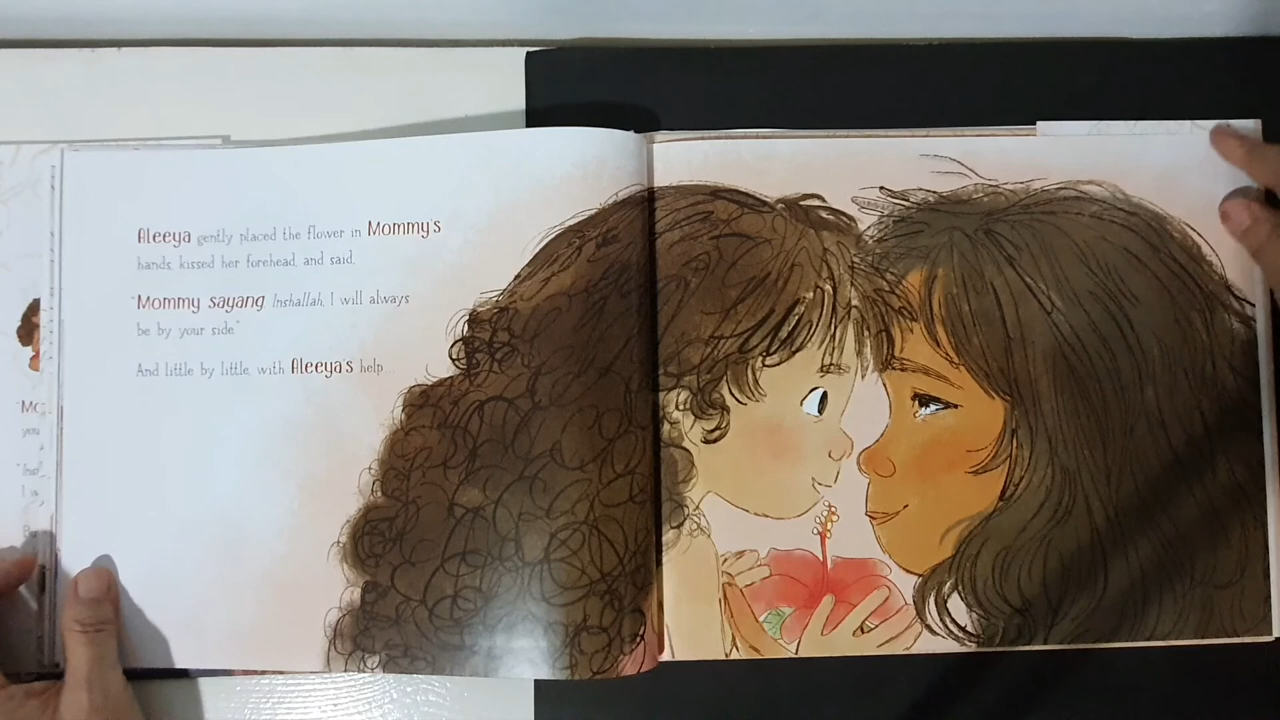 Aleeya gently placed the flower in Mommy's
hands, kissed her forehead, and said,
"Mommy sayang Inshallah, I will always
be by your side."
And little by little, with Aleeya's help...
you